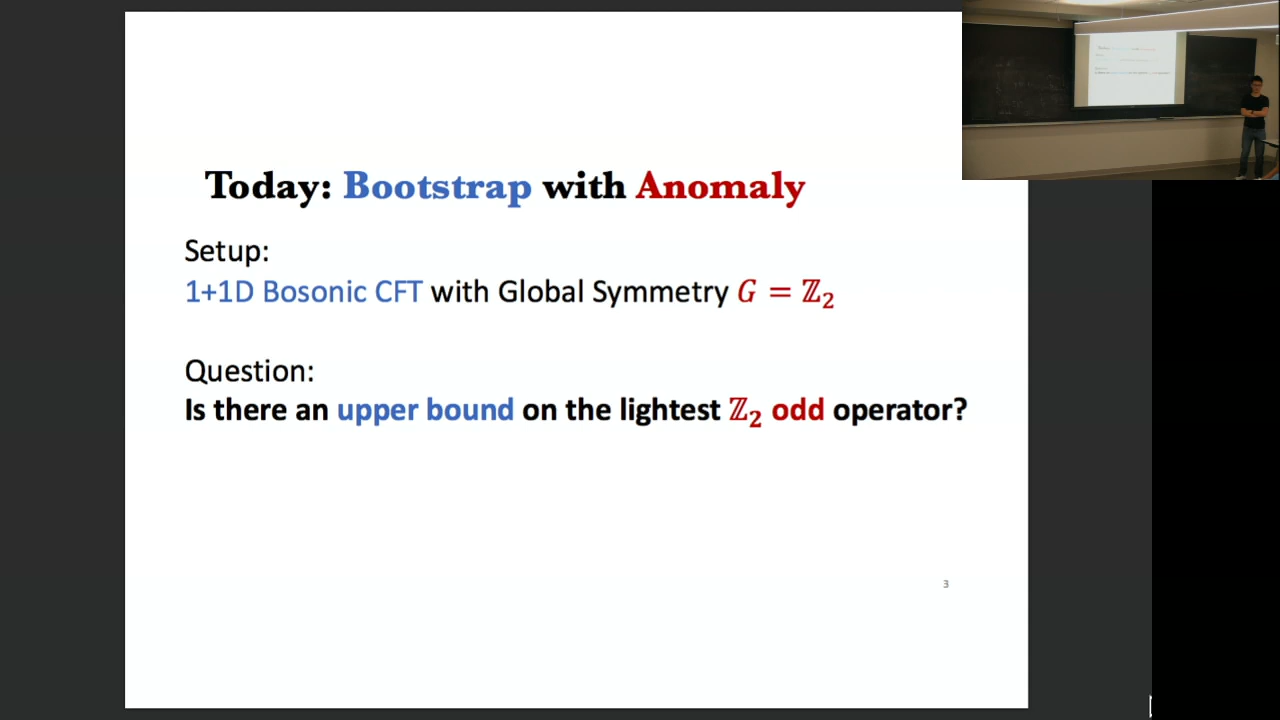 Today: Bootstrap with Anomaly
Setup:
1+1D Bosonic CFT with Global Symmetry G = ℤ₂
Question:
Is there an upper bound on the lightest ℤ₂ odd operator?
3